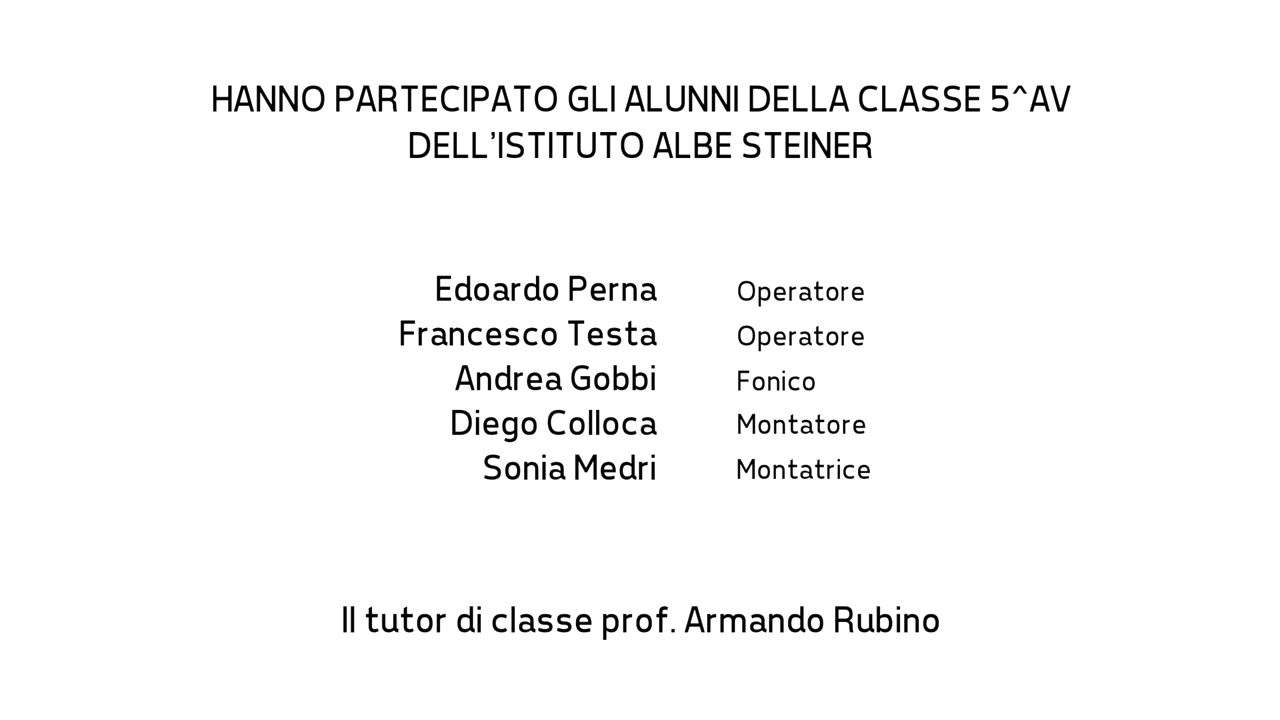 HANNO PARTECIPATO GLI ALUNNI DELLA CLASSE 5^AV
DELL'ISTITUTO ALBE STEINER
Edoardo Perna Operatore
Francesco Testa Operatore
Andrea Gobbi Fonico
Diego Colloca Montatore
Sonia Medri Montatrice
Il tutor di classe prof. Armando Rubino